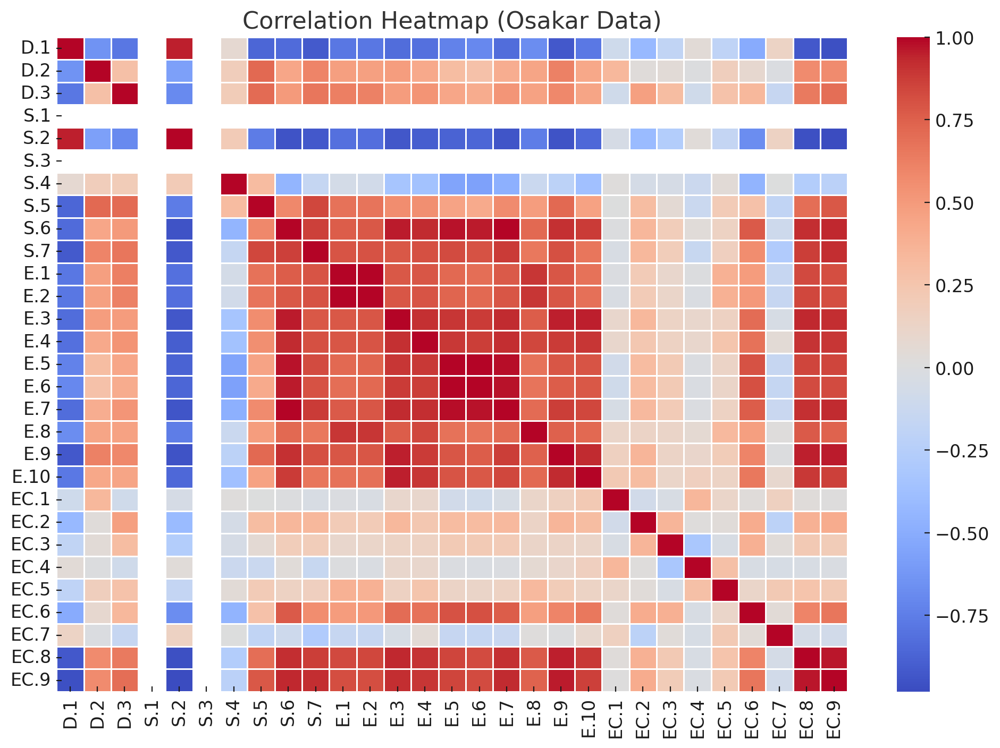 Correlation Heatmap (Osakar Data)
D.1
D.2
D.3
S.1
S.2
S.3
S.4
S.5
S.6
S.7
E.1
E.2
E.3
E.4
E.5
E.6
E.7
E.8
E.9
E.10
EC.1
EC.2
EC.3
EC.4
EC.5
EC.6
EC.7
EC.8
EC.9
D.1 D.2 D.3 S.1 S.2 S.3 S.4 S.5 S.6 S.7 E.1 E.2 E.3 E.4 E.5 E.6 E.7 E.8 E.9 E.10 EC.1 EC.2 EC.3 EC.4 EC.5 EC.6 EC.7 EC.8 EC.9
1.00
0.75
0.50
0.25
0.00
−0.25
−0.50
−0.75